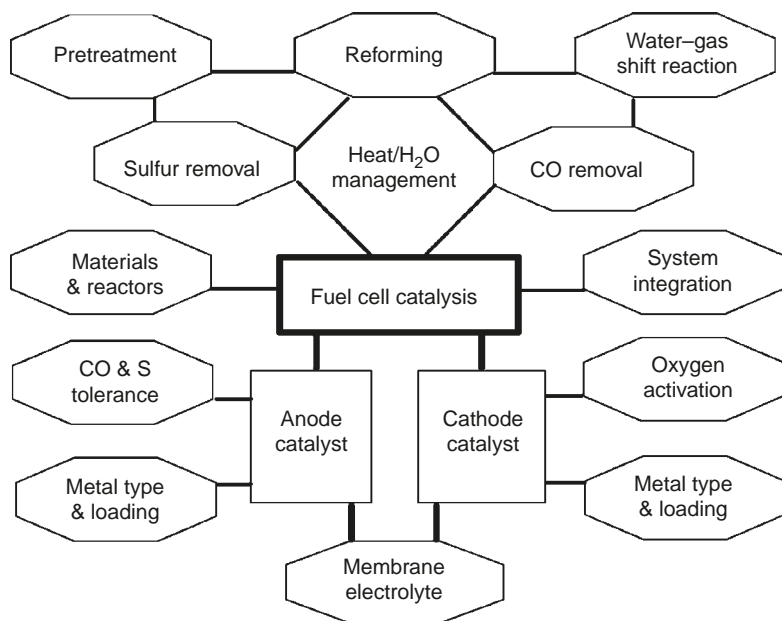 Pretreatment
Reforming
Water–gas
shift reaction
Sulfur removal
Heat/H₂O
management
CO removal
Materials
& reactors
Fuel cell catalysis
System
integration
CO & S
tolerance
Anode
catalyst
Cathode
catalyst
Oxygen
activation
Metal type
& loading
Metal type
& loading
Membrane
electrolyte